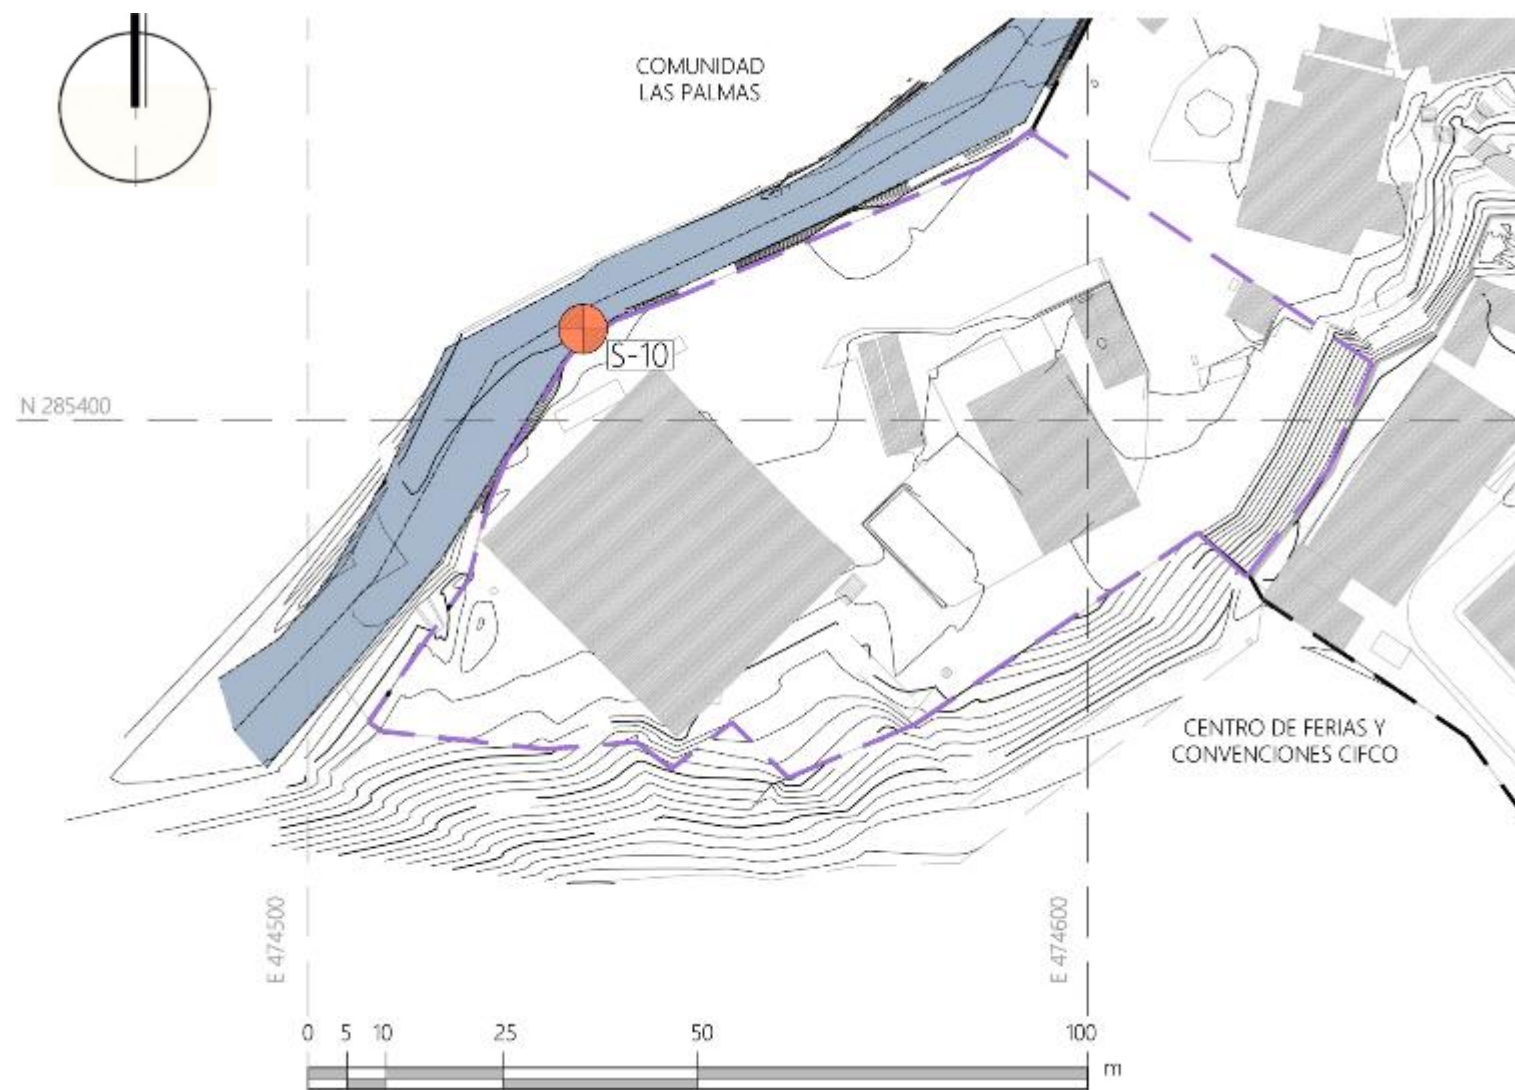 COMUNIDAD
LAS PALMAS
S-10
N 285400
CENTRO DE FERIAS Y
CONVENCIONES CIFCO
E 474500
E 474600
0 5 10 25 50 100
m